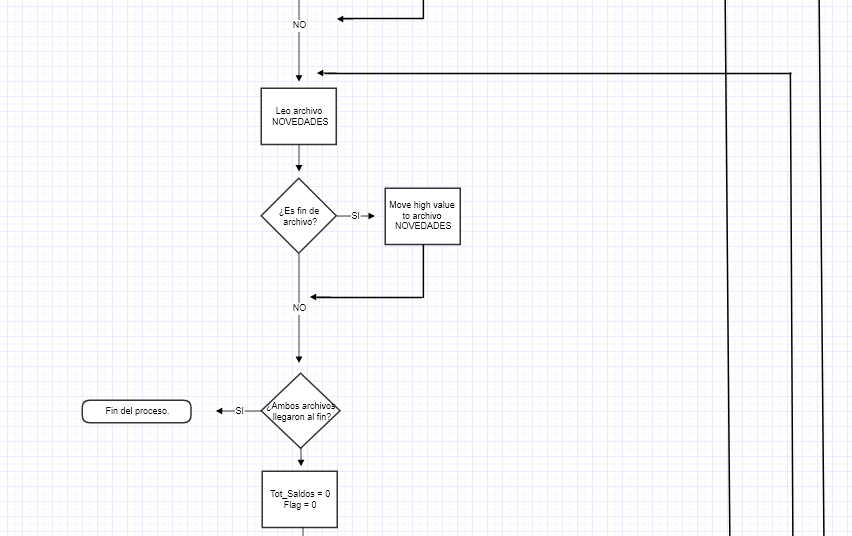 NO
Leo archivo
NOVEDADES
¿Es fin de
archivo?
SI
Move high value
to archivo
NOVEDADES
NO
¿Ambos archivos
llegaron al fin?
SI
Fin del proceso.
Tot_Saldos = 0
Flag = 0